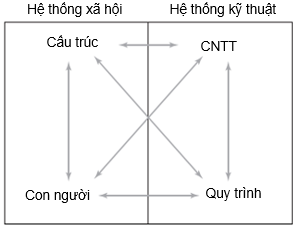 Hệ thống xã hội Hệ thống kỹ thuật
Cấu trúc CNTT
Con người Quy trình